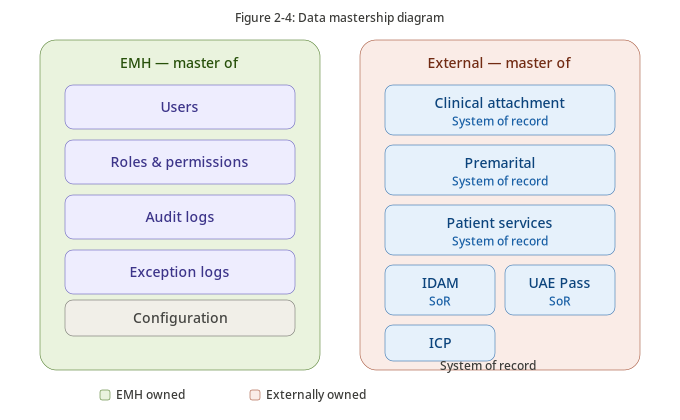 Figure 2-4: Data mastership diagram
EMH — master of
Users
Roles & permissions
Audit logs
Exception logs
Configuration
External — master of
Clinical attachment
System of record
Premarital
System of record
Patient services
System of record
IDAM
SoR
UAE Pass
SoR
ICP
System of record
EMH owned
Externally owned